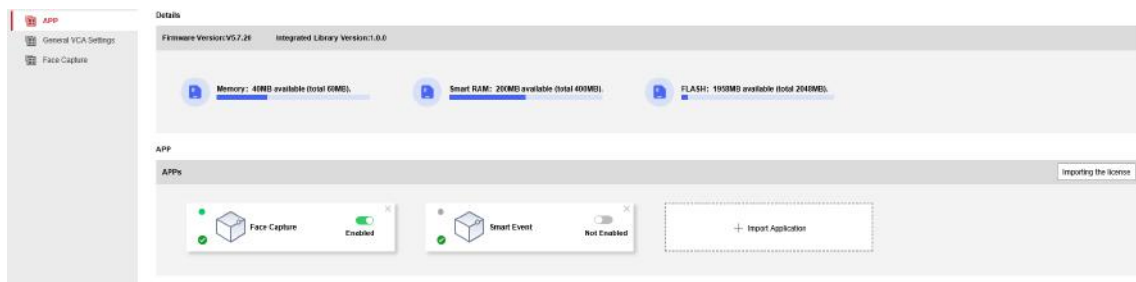 APP
General VCA Settings
Face Capture
Details
Firmware Version:V5.7.20 Integrated Library Version:1.0.0
Memory: 40MB available (total 60MB). Smart RAM: 200MB available (total 400MB). FLASH: 1958MB available (total 2048MB).
APP
APPs Importing the license
Face Capture Enabled
Smart Event Not Enabled
+ Import Application